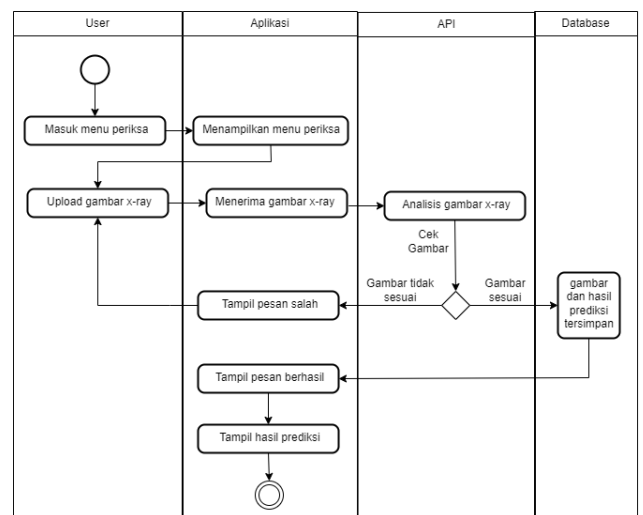 User
Aplikasi
API
Database
Masuk menu periksa
Menampilkan menu periksa
Upload gambar x-ray
Menerima gambar x-ray
Analisis gambar x-ray
Cek
Gambar
Gambar tidak
sesuai
Gambar
sesuai
gambar
dan hasil
prediksi
tersimpan
Tampil pesan salah
Tampil pesan berhasil
Tampil hasil prediksi